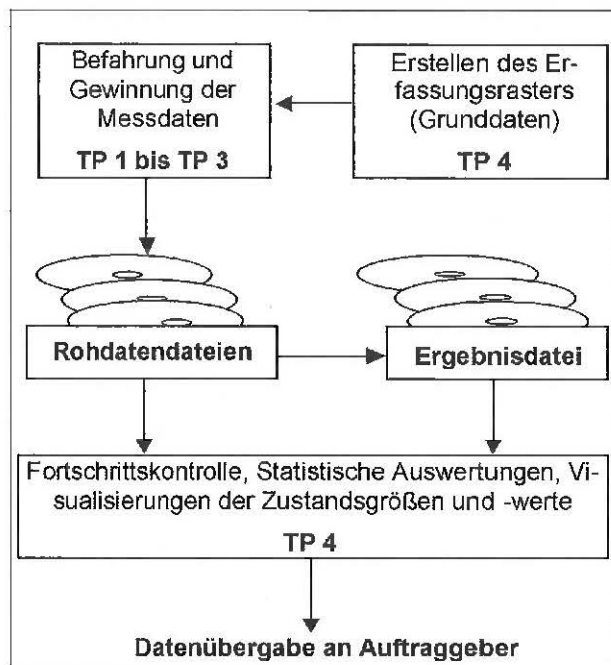 Befahrung und
Gewinnung der
Messdaten
TP 1 bis TP 3
Erstellen des Er-
fassungsrasters
(Grunddaten)
TP 4
Rohdatendateien
Ergebnisdatei
Fortschrittskontrolle, Statistische Auswertungen, Vi-
sualisierungen der Zustandsgrößen und -werte
TP 4
Datenübergabe an Auftraggeber